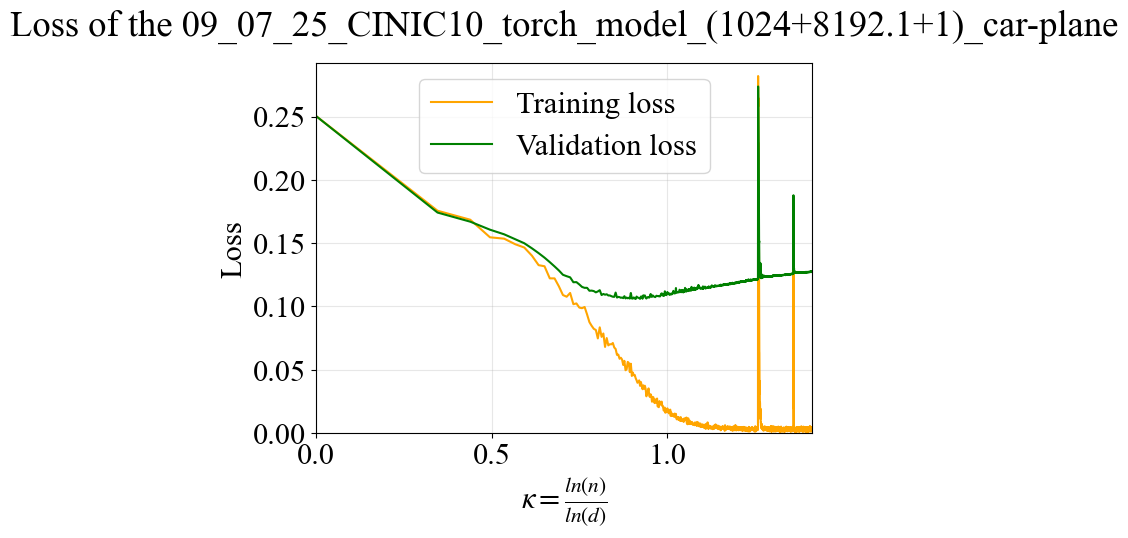 Loss of the 09_07_25_CINIC10_torch_model_(1024+8192.1+1)_car-plane
Training loss
Validation loss
Loss
0.25
0.20
0.15
0.10
0.05
0.00
0.0 0.5 1.0
κ = ln(n)/ln(d)